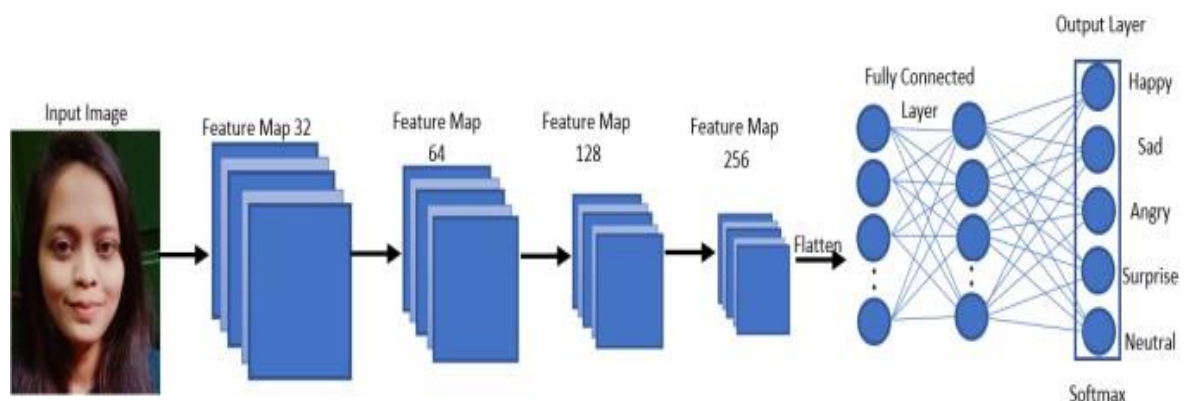 Input Image
Feature Map 32
Feature Map
64
Feature Map
128
Feature Map
256
Flatten
Fully Connected
Layer
Output Layer
Happy
Sad
Angry
Surprise
Neutral
Softmax